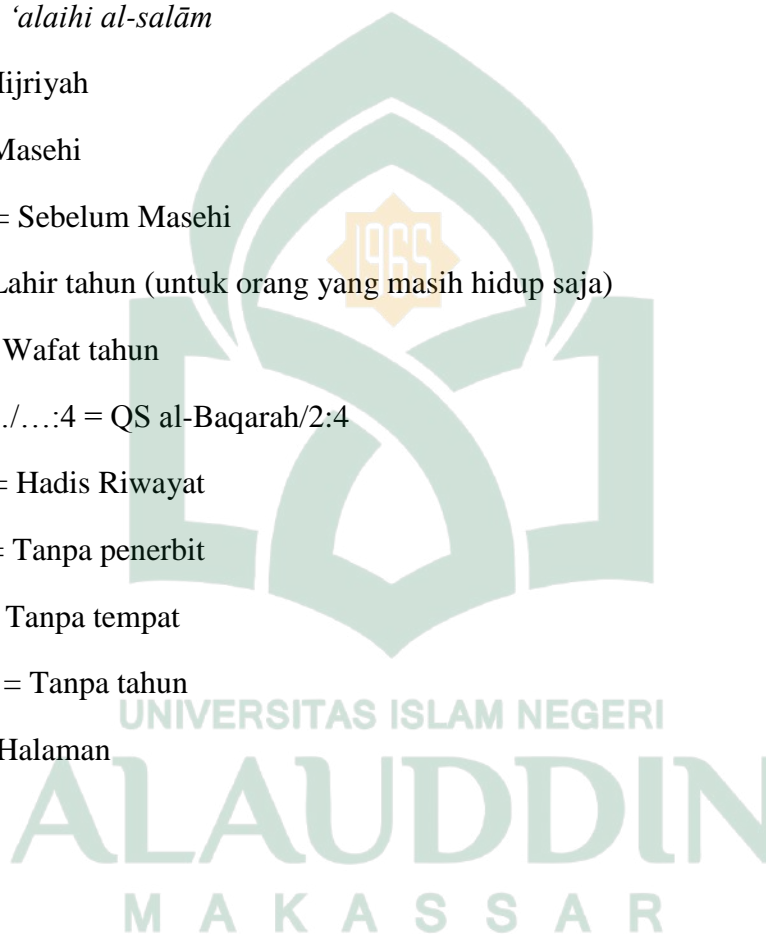 ‘alaihi al-salām
Hijriyah
Masehi
= Sebelum Masehi
1965
Lahir tahun (untuk orang yang masih hidup saja)
Wafat tahun
./…:4 = QS al-Baqarah/2:4
= Hadis Riwayat
= Tanpa penerbit
Tanpa tempat
= Tanpa tahun
UNIVERSITAS ISLAM NEGERI
Halaman
ALAUDDIN
MAKASSAR